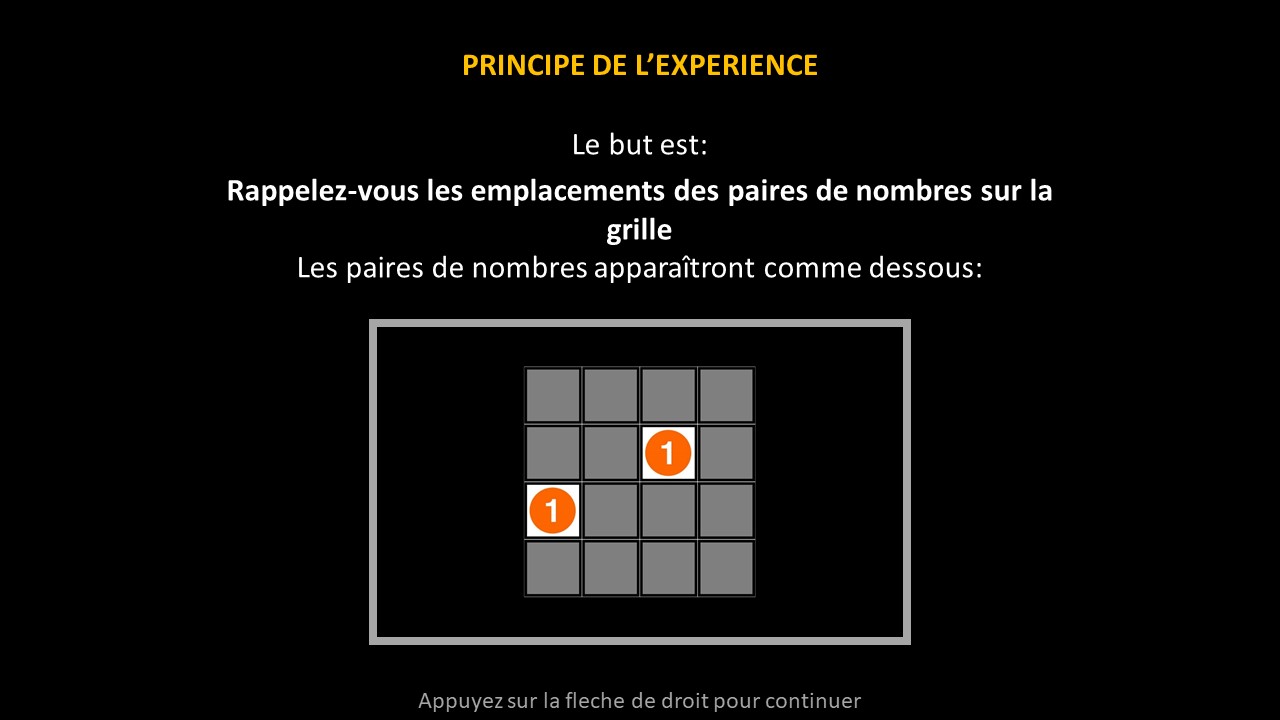 PRINCIPE DE L’EXPERIENCE
Le but est:
Rappelez-vous les emplacements des paires de nombres sur la
grille
Les paires de nombres apparaîtront comme dessous:
1
1
Appuyez sur la fleche de droit pour continuer